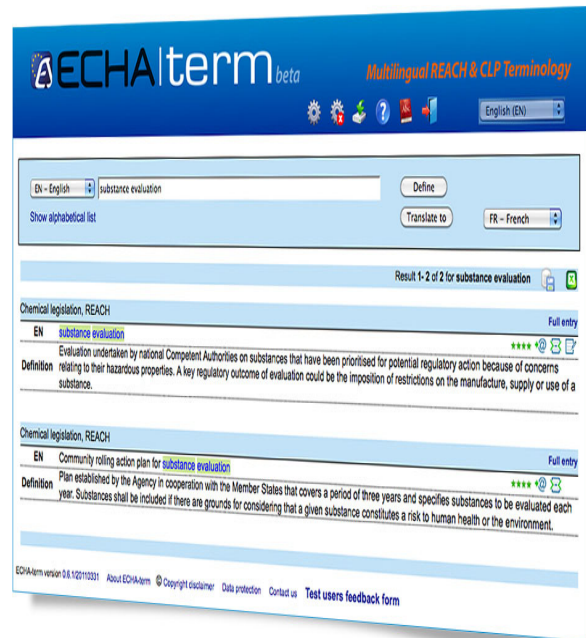 ECHA|term beta
Multilingual REACH & CLP Terminology
English (EN)
EN - English substance evaluation Define
Show alphabetical list Translate to FR - French
Result 1- 2 of 2 for substance evaluation
Chemical legislation, REACH Full entry
EN substance evaluation **** +@
Definition Evaluation undertaken by national Competent Authorities on substances that have been prioritised for potential regulatory action because of concerns
relating to their hazardous properties. A key regulatory outcome of evaluation could be the imposition of restrictions on the manufacture, supply or use of a
substance.
Chemical legislation, REACH Full entry
EN Community rolling action plan for substance evaluation **** +@
Definition Plan established by the Agency in cooperation with the Member States that covers a period of three years and specifies substances to be evaluated each
year. Substances shall be included if there are grounds for considering that a given substance constitutes a risk to human health or the environment.
ECHA-term version 0.6.1/20110331 About ECHA-term © Copyright disclaimer Data protection Contact us Test users feedback form